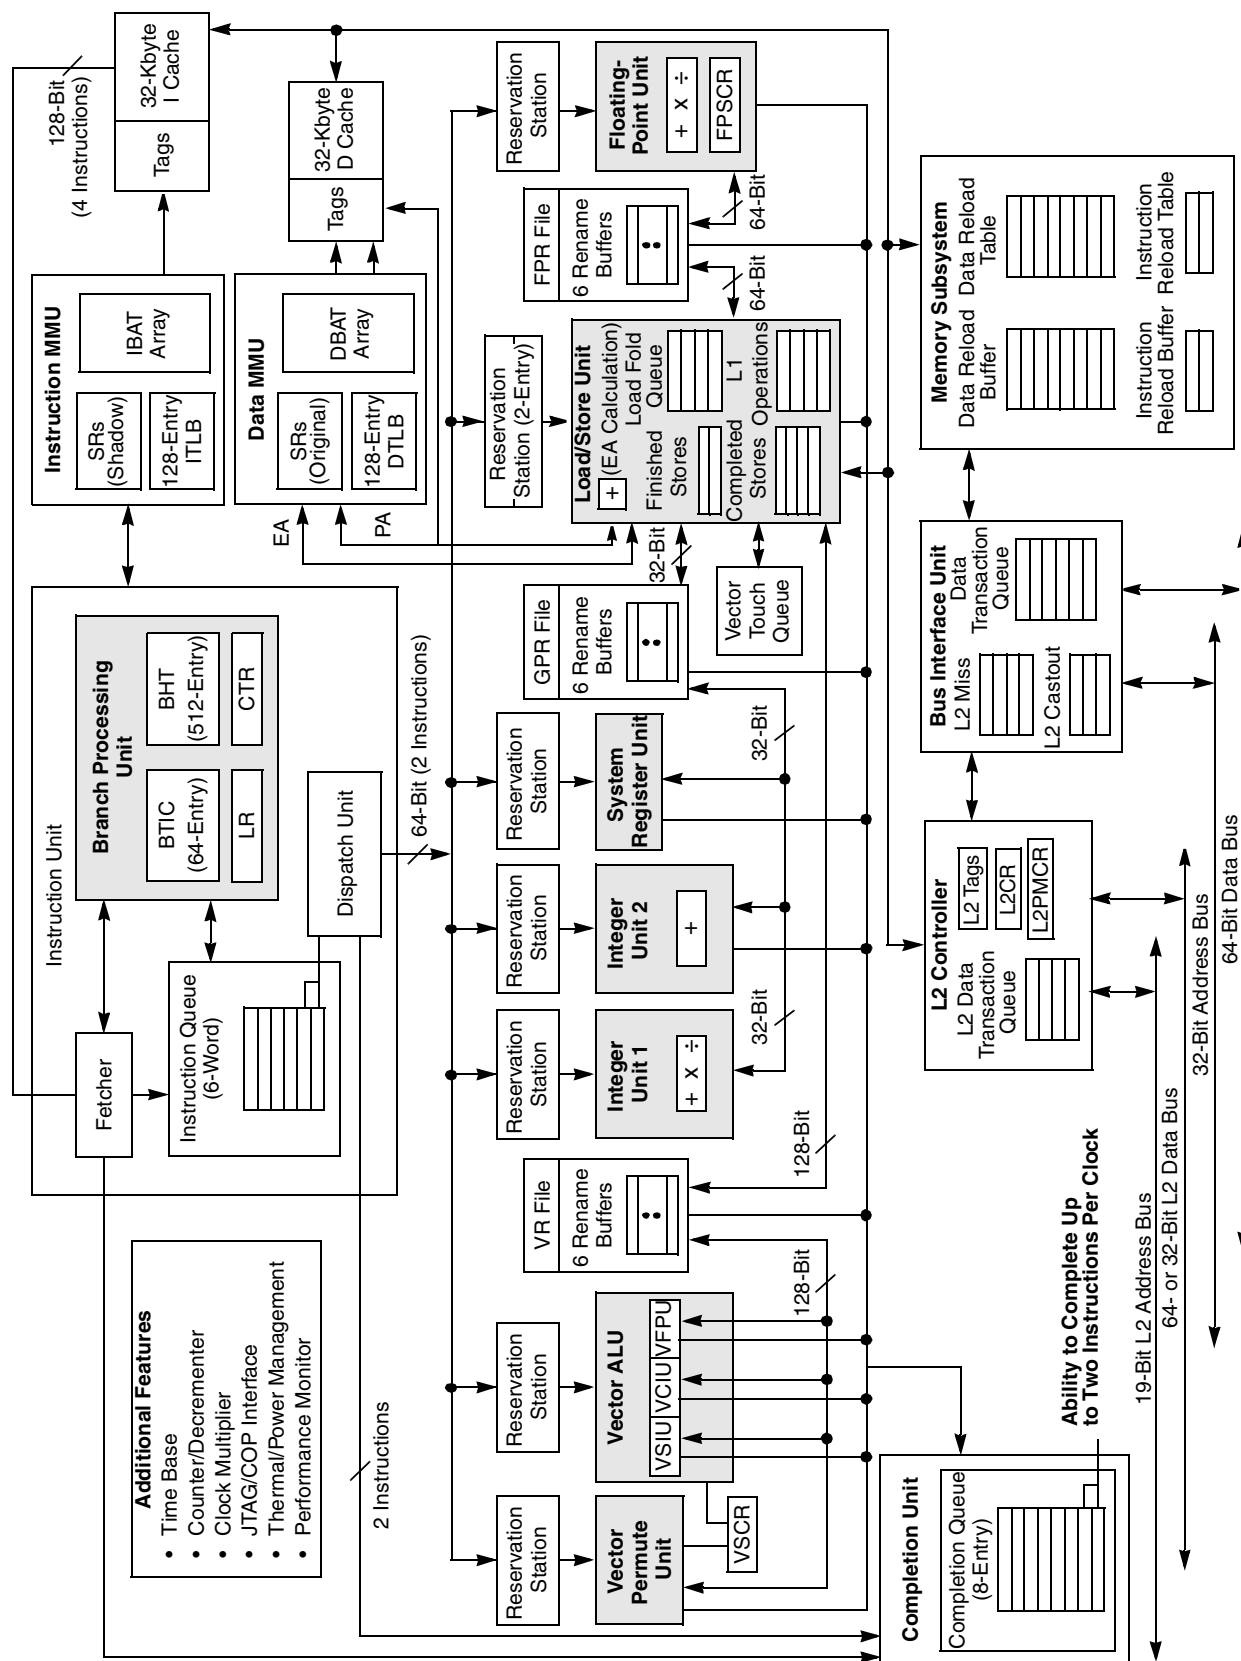 Additional Features
• Time Base
• Counter/Decrementer
• Clock Multiplier
• JTAG/COP Interface
• Thermal/Power Management
• Performance Monitor
Instruction Unit
Fetcher
Instruction Queue
(6-Word)
Branch Processing
Unit
BTIC
(64-Entry)
BHT
(512-Entry)
LR
CTR
Dispatch Unit
64-Bit (2 Instructions)
2 Instructions
128-Bit
(4 Instructions)
Instruction MMU
SRs
(Shadow)
128-Entry
ITLB
IBAT
Array
Tags
32-Kbyte
I Cache
Data MMU
SRs
(Original)
128-Entry
DTLB
DBAT
Array
Tags
32-Kbyte
D Cache
EA
PA
Reservation
Station
Vector
Permute
Unit
VSCR
Reservation
Station
Vector ALU
VSIU
VCIU
VFPU
128-Bit
VR File
6 Rename
Buffers
128-Bit
Reservation
Station
Integer
Unit 1
+ x ÷
32-Bit
Reservation
Station
Integer
Unit 2
+
Reservation
Station
System
Register Unit
32-Bit
GPR File
6 Rename
Buffers
32-Bit
Vector
Touch
Queue
Reservation
Station (2-Entry)
Load/Store Unit
+
(EA Calculation)
Load Fold
Queue
Finished
Stores
L1
Operations
Completed
Stores
64-Bit
FPR File
6 Rename
Buffers
64-Bit
Reservation
Station
Floating-
Point Unit
+ x ÷
FPSCR
Completion Unit
Completion Queue
(8-Entry)
Ability to Complete Up
to Two Instructions Per Clock
L2 Controller
L2 Data
Transaction
Queue
L2 Tags
L2CR
L2PMCR
Bus Interface Unit
L2 Miss
Data
Transaction
Queue
L2 Castout
Memory Subsystem
Data Reload
Buffer
Data Reload
Table
Instruction
Reload Buffer
Instruction
Reload Table
19-Bit L2 Address Bus
64- or 32-Bit L2 Data Bus
32-Bit Address Bus
64-Bit Data Bus